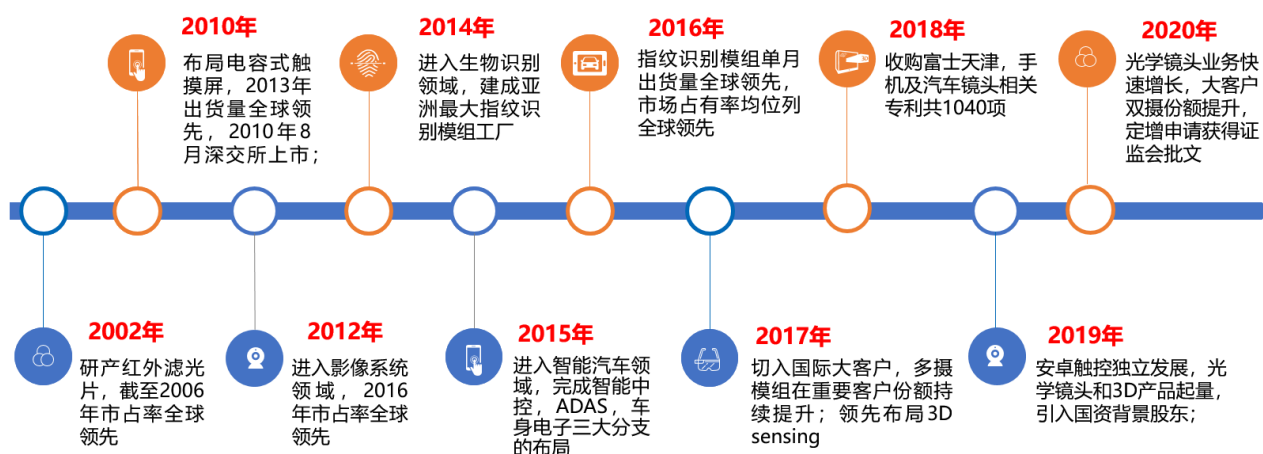 2010年
布局电容式触
摸屏，2013年
出货量全球领
先，2010年8
月深交所上市；
2014年
进入生物识别
领域，建成亚
洲最大指纹识
别模组工厂
2016年
指纹识别模组单月
出货量全球领先，
市场占有率均位列
全球领先
2018年
收购富士天津，手
机及汽车镜头相关
专利共1040项
2020年
光学镜头业务快
速增长，大客户
双摄份额提升，
定增申请获得证
监会批文
2002年
研产红外滤光
片，截至2006
年市占率全球
领先
2012年
进入影像系统
领域，2016
年市占率全球
领先
2015年
进入智能汽车领
域，完成智能中
控，ADAS，车
身电子三大分支
的布局
2017年
切入国际大客户，多摄
模组在重要客户份额持
续提升；领先布局3D
sensing
2019年
安卓触控独立发展，光
学镜头和3D产品起量，
引入国资背景股东；